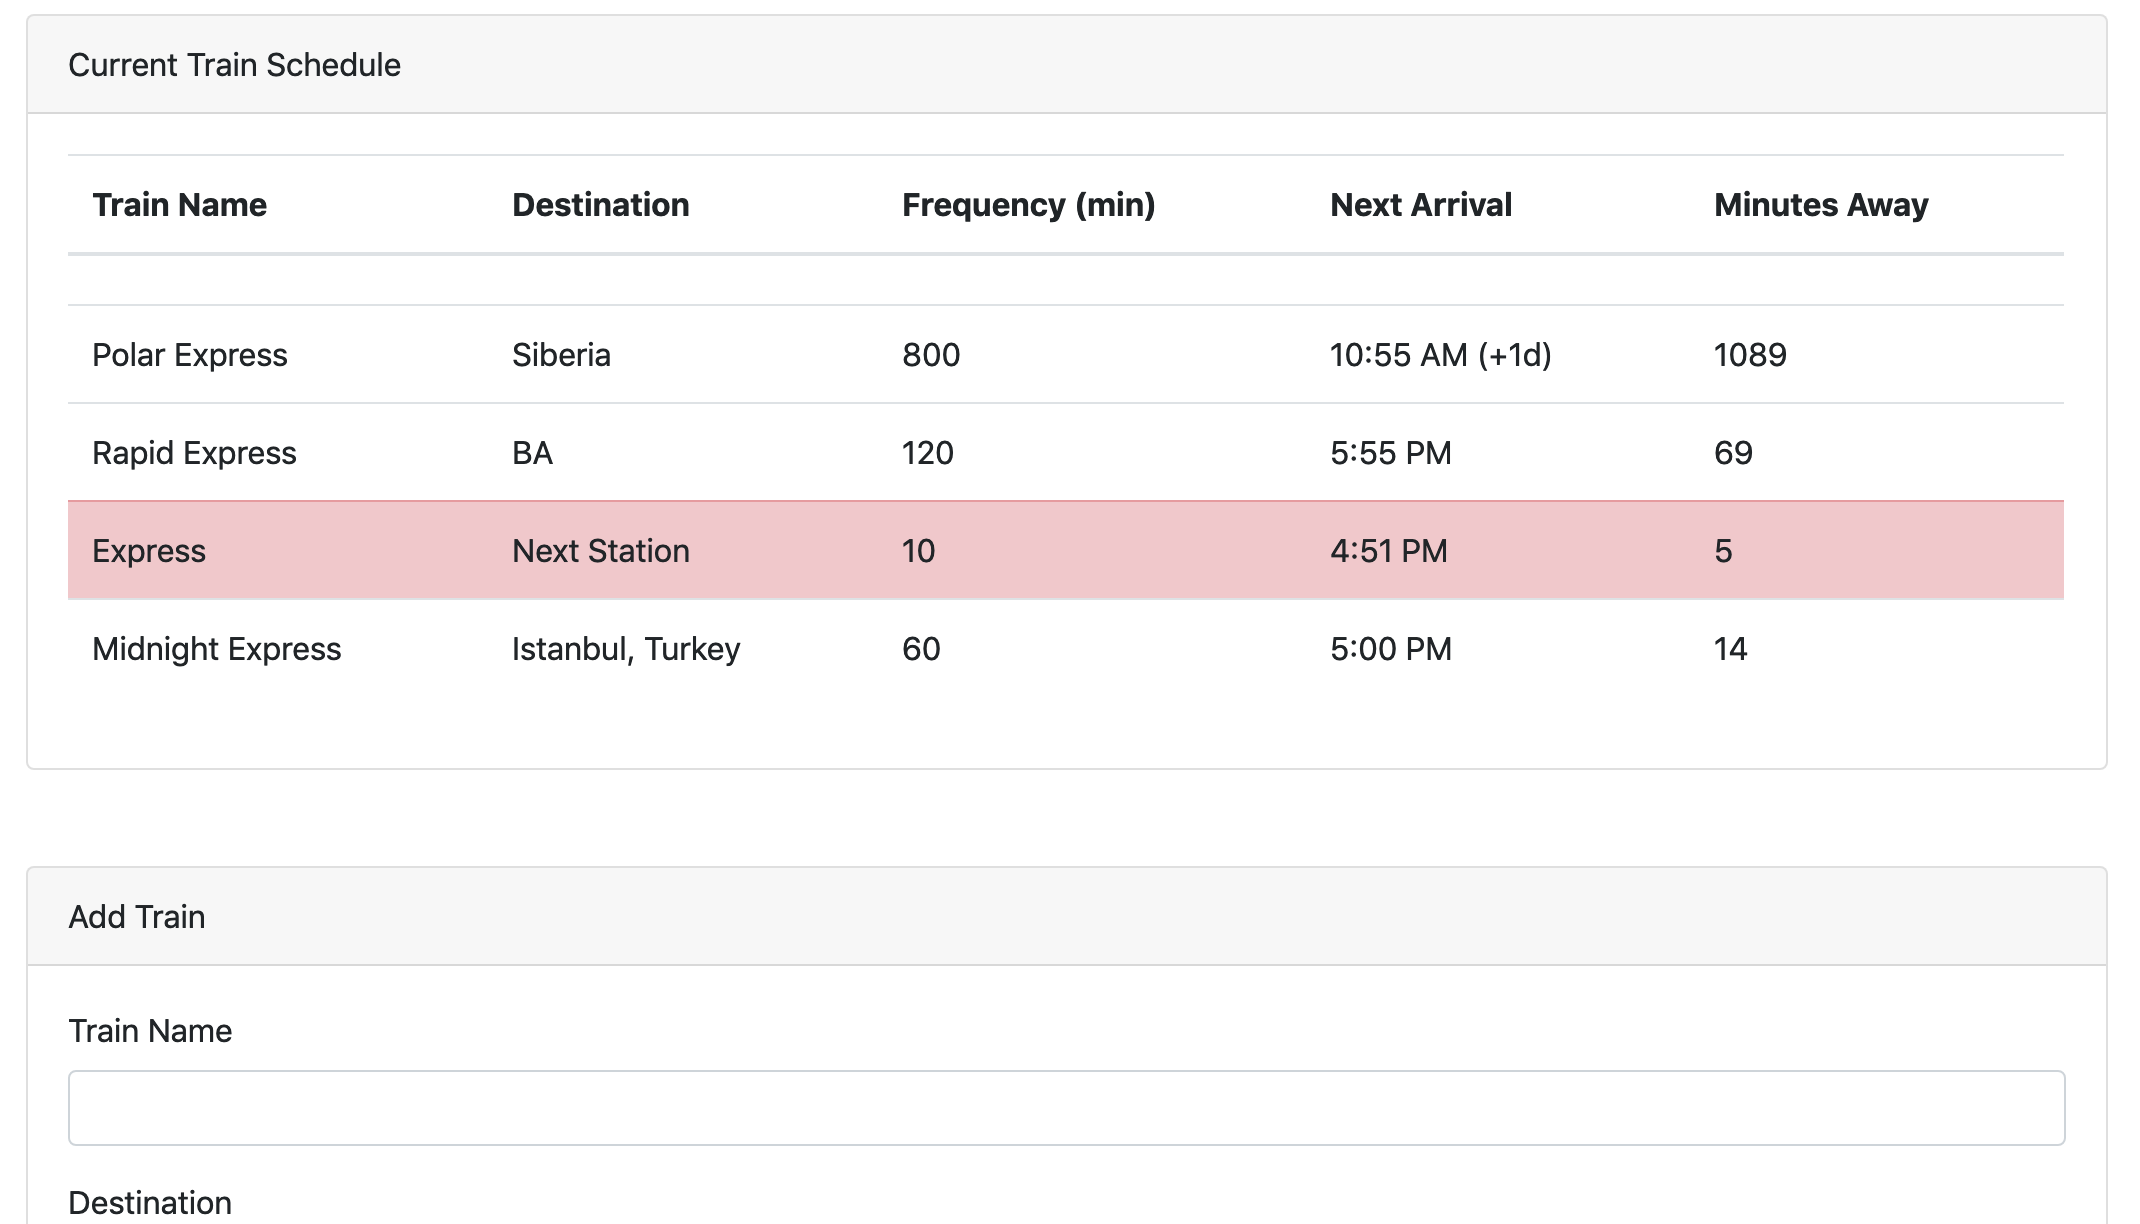 Current Train Schedule
Train Name Destination Frequency (min) Next Arrival Minutes Away
Polar Express Siberia 800 10:55 AM (+1d) 1089
Rapid Express BA 120 5:55 PM 69
Express Next Station 10 4:51 PM 5
Midnight Express Istanbul, Turkey 60 5:00 PM 14
Add Train
Train Name
Destination